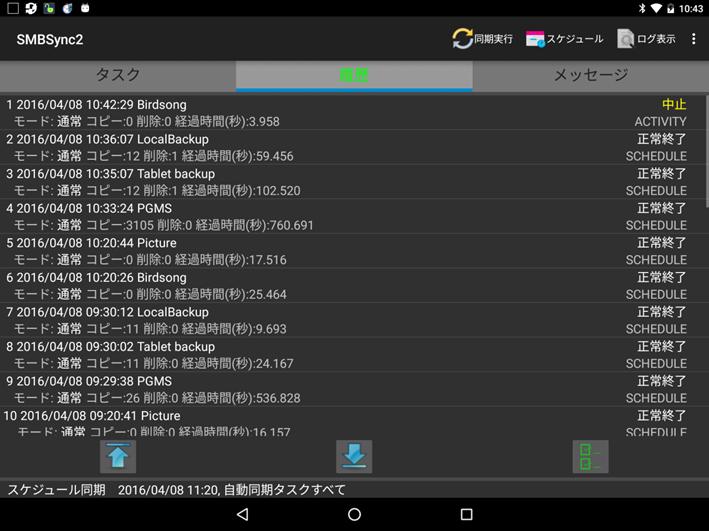 10:43
SMBSync2 同期実行 スケジュール ログ表示
タスク 履歴 メッセージ
1 2016/04/08 10:42:29 Birdsong 中止
モード: 通常 コピー:0 削除:0 経過時間(秒):3.958 ACTIVITY
2 2016/04/08 10:36:07 LocalBackup 正常終了
モード: 通常 コピー:12 削除:1 経過時間(秒):59.456 SCHEDULE
3 2016/04/08 10:35:07 Tablet backup 正常終了
モード: 通常 コピー:12 削除:1 経過時間(秒):102.520 SCHEDULE
4 2016/04/08 10:33:24 PGMS 正常終了
モード: 通常 コピー:3105 削除:0 経過時間(秒):760.691 SCHEDULE
5 2016/04/08 10:20:44 Picture 正常終了
モード: 通常 コピー:0 削除:0 経過時間(秒):17.516 SCHEDULE
6 2016/04/08 10:20:26 Birdsong 正常終了
モード: 通常 コピー:0 削除:0 経過時間(秒):25.464 SCHEDULE
7 2016/04/08 09:30:12 LocalBackup 正常終了
モード: 通常 コピー:11 削除:0 経過時間(秒):9.693 SCHEDULE
8 2016/04/08 09:30:02 Tablet backup 正常終了
モード: 通常 コピー:11 削除:0 経過時間(秒):24.167 SCHEDULE
9 2016/04/08 09:29:38 PGMS 正常終了
モード: 通常 コピー:26 削除:0 経過時間(秒):536.828 SCHEDULE
10 2016/04/08 09:20:41 Picture 正常終了
モード: 通常 コピー:0 削除:0 経過時間(秒):16.157 SCHEDULE
スケジュール同期 2016/04/08 11:20, 自動同期タスクすべて